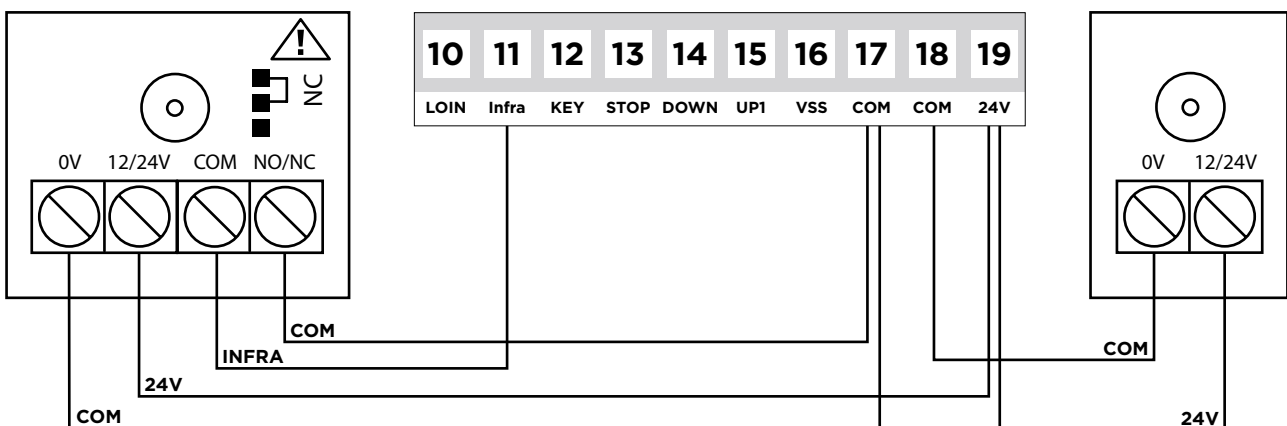 !
NC
10 11 12 13 14 15 16 17 18 19
LOIN Infra KEY STOP DOWN UP1 VSS COM COM 24V
0V 12/24V COM NO/NC
0V 12/24V
COM
INFRA
24V
COM
COM
24V